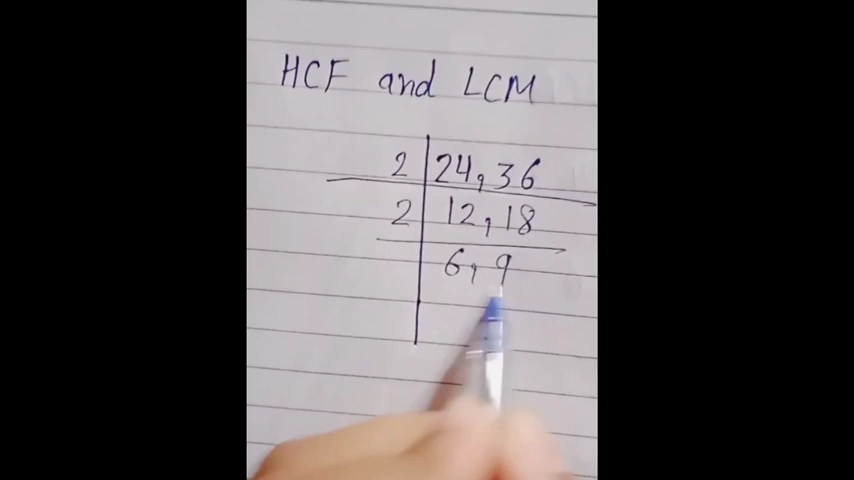 HCF and LCM
2 24, 36
2 12, 18
6, 9